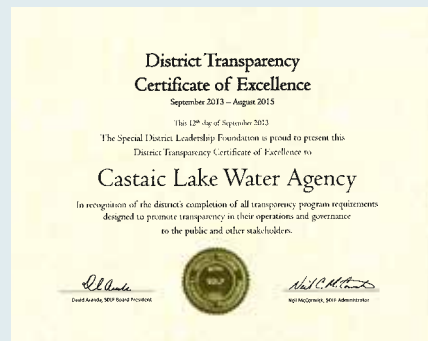 District Transparency
Certificate of Excellence
September 2013 – August 2015
This 12th day of September 2013
The Special District Leadership Foundation is proud to present this
District Transparency Certificate of Excellence to
Castaic Lake Water Agency
In recognition of the district's completion of all transparency program requirements
designed to promote transparency in their operations and governance
to the public and other stakeholders.
SDLF
David Aranda, SDLF Board President
Neil McCormick, SDLF Administrator